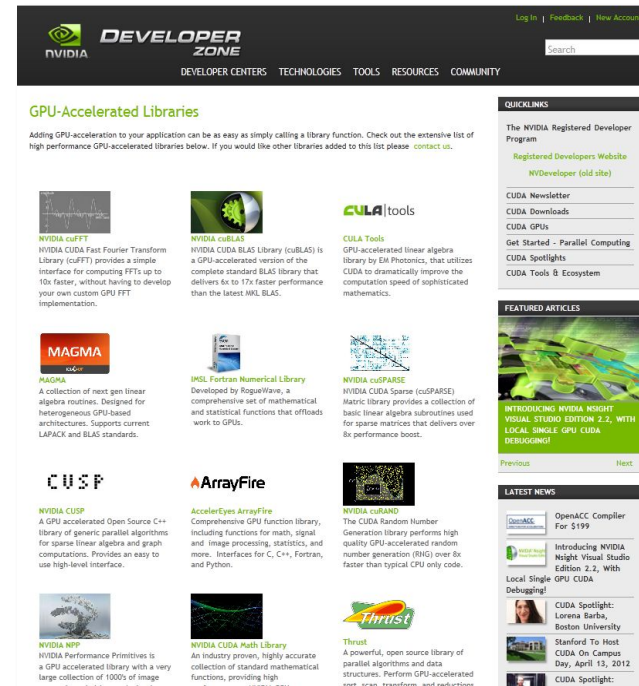 Log In | Feedback | New Account
NVIDIA
DEVELOPER
ZONE
Search
DEVELOPER CENTERS TECHNOLOGIES TOOLS RESOURCES COMMUNITY
GPU-Accelerated Libraries
Adding GPU-acceleration to your application can be as easy as simply calling a library function. Check out the extensive list of
high performance GPU-accelerated libraries below. If you would like other libraries added to this list please contact us.
NVIDIA cuFFT
NVIDIA CUDA Fast Fourier Transform
Library (cuFFT) provides a simple
interface for computing FFTs up to
10x faster, without having to develop
your own custom GPU FFT
implementation.
NVIDIA cuBLAS
NVIDIA CUDA BLAS Library (cuBLAS) is
a GPU-accelerated version of the
complete standard BLAS library that
delivers 6x to 17x faster performance
than the latest MKL BLAS.
CULA|tools
CULA Tools
GPU-accelerated linear algebra
library by EM Photonics, that utilizes
CUDA to dramatically improve the
computation speed of sophisticated
mathematics.
MAGMA
MAGMA
A collection of next gen linear
algebra routines. Designed for
heterogeneous GPU-based
architectures. Supports current
LAPACK and BLAS standards.
IMSL Fortran Numerical Library
Developed by RogueWave, a
comprehensive set of mathematical
and statistical functions that offloads
work to GPUs.
NVIDIA cuSPARSE
NVIDIA CUDA Sparse (cuSPARSE)
Matric library provides a collection of
basic linear algebra subroutines used
for sparse matrices that delivers over
8x performance boost.
CUSP
NVIDIA CUSP
A GPU accelerated Open Source C++
library of generic parallel algorithms
for sparse linear algebra and graph
computations. Provides an easy to
use high-level interface.
ArrayFire
AccelerEyes ArrayFire
Comprehensive GPU function library,
including functions for math, signal
and image processing, statistics, and
more. Interfaces for C, C++, Fortran,
and Python.
NVIDIA cuRAND
The CUDA Random Number
Generation library performs high
quality GPU-accelerated random
number generation (RNG) over 8x
faster than typical CPU only code.
NVIDIA NPP
NVIDIA Performance Primitives is
a GPU accelerated library with a very
large collection of 1000's of image
NVIDIA CUDA Math Library
An industry proven, highly accurate
collection of standard mathematical
functions, providing high
Thrust
Thrust
A powerful, open source library of
parallel algorithms and data
structures. Perform GPU-accelerated
sort, scan, transform, and reductions
QUICKLINKS
The NVIDIA Registered Developer
Program
Registered Developers Website
NVDeveloper (old site)
CUDA Newsletter
CUDA Downloads
CUDA GPUs
Get Started - Parallel Computing
CUDA Spotlights
CUDA Tools & Ecosystem
FEATURED ARTICLES
INTRODUCING NVIDIA NSIGHT
VISUAL STUDIO EDITION 2.2, WITH
LOCAL SINGLE GPU CUDA
DEBUGGING!
Previous Next
LATEST NEWS
OpenACC
OpenACC Compiler
For $199
Introducing NVIDIA
Nsight Visual Studio
Edition 2.2, With
Local Single GPU CUDA
Debugging!
CUDA Spotlight:
Lorena Barba,
Boston University
Stanford To Host
CUDA On Campus
Day, April 13, 2012
CUDA Spotlight: